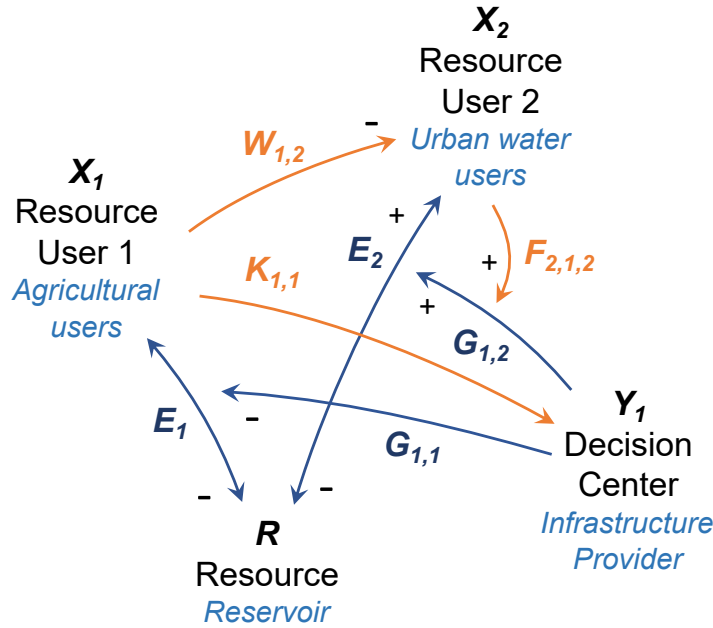 X₂
Resource
User 2
Urban water
users
-
W₁,₂
X₁
Resource
User 1
Agricultural
users
+
E₂
+
F₂,₁,₂
K₁,₁
+
G₁,₂
E₁
-
G₁,₁
Y₁
Decision
Center
Infrastructure
Provider
-
-
R
Resource
Reservoir